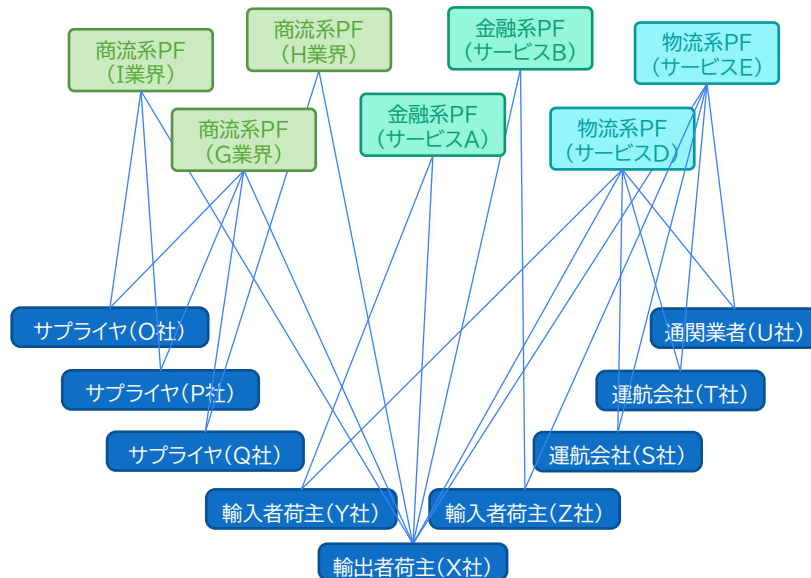 商流系PF
(I業界)
商流系PF
(H業界)
金融系PF
(サービスB)
物流系PF
(サービスE)
商流系PF
(G業界)
金融系PF
(サービスA)
物流系PF
(サービスD)
サプライヤ(O社)
通関業者(U社)
サプライヤ(P社)
運航会社(T社)
サプライヤ(Q社)
運航会社(S社)
輸入者荷主(Y社)
輸入者荷主(Z社)
輸出者荷主(X社)